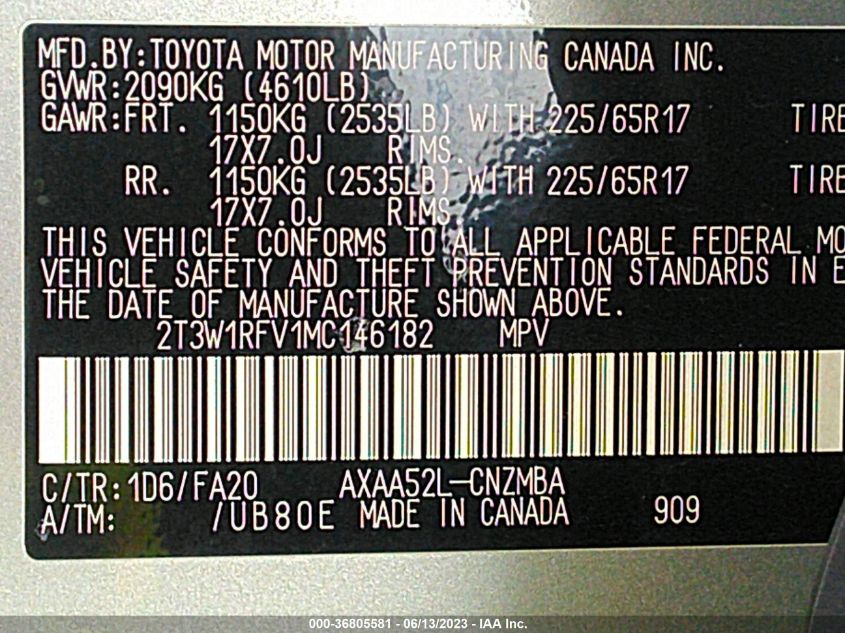 MFD.BY:TOYOTA MOTOR MANUFACTURING CANADA INC.
GVWR:2090KG (4610LB)
GAWR:FRT. 1150KG (2535LB) WITH 225/65R17 TIRE
17X7.0J RIMS.
RR. 1150KG (2535LB) WITH 225/65R17 TIRE
17X7.0J RIMS.
THIS VEHICLE CONFORMS TO ALL APPLICABLE FEDERAL MO
VEHICLE SAFETY AND THEFT PREVENTION STANDARDS IN E
THE DATE OF MANUFACTURE SHOWN ABOVE.
2T3W1RFV1MC146182 MPV
C/TR:1D6/FA20 AXAA52L-CNZMBA
A/TM: /UB80E MADE IN CANADA 909
000-36805581 - 06/13/2023 - IAA Inc.